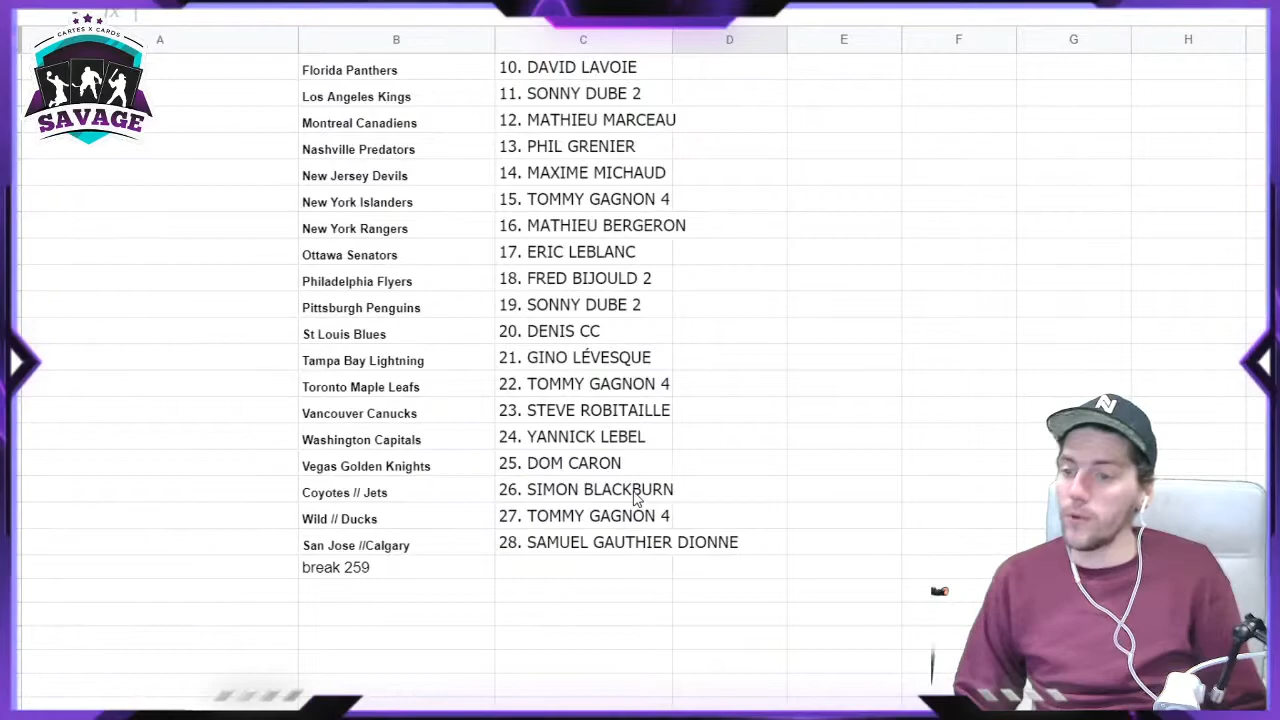 CARTES X CARDS
SAVAGE
A B C D E F G H
Florida Panthers 10. DAVID LAVOIE
Los Angeles Kings 11. SONNY DUBE 2
Montreal Canadiens 12. MATHIEU MARCEAU
Nashville Predators 13. PHIL GRENIER
New Jersey Devils 14. MAXIME MICHAUD
New York Islanders 15. TOMMY GAGNON 4
New York Rangers 16. MATHIEU BERGERON
Ottawa Senators 17. ERIC LEBLANC
Philadelphia Flyers 18. FRED BIJOULD 2
Pittsburgh Penguins 19. SONNY DUBE 2
St Louis Blues 20. DENIS CC
Tampa Bay Lightning 21. GINO LÉVESQUE
Toronto Maple Leafs 22. TOMMY GAGNON 4
Vancouver Canucks 23. STEVE ROBITAILLE
Washington Capitals 24. YANNICK LEBEL
Vegas Golden Knights 25. DOM CARON
Coyotes // Jets 26. SIMON BLACKBURN
Wild // Ducks 27. TOMMY GAGNON 4
San Jose //Calgary 28. SAMUEL GAUTHIER DIONNE
break 259